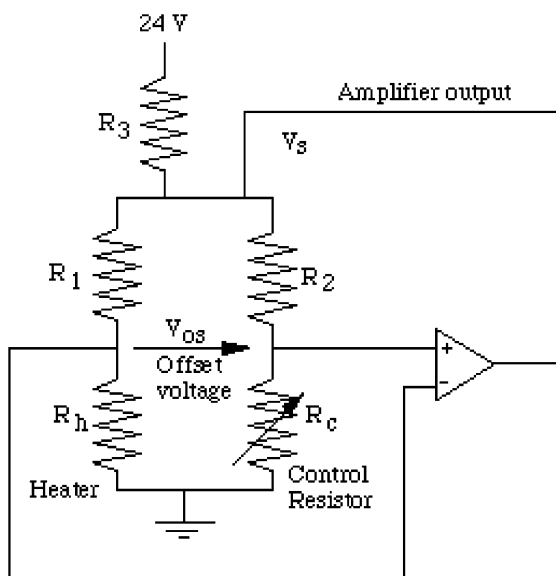 24 V
Amplifier output
R3
Vs
R1
R2
Vos
Offset
voltage
+
-
Rh
Rc
Heater
Control
Resistor